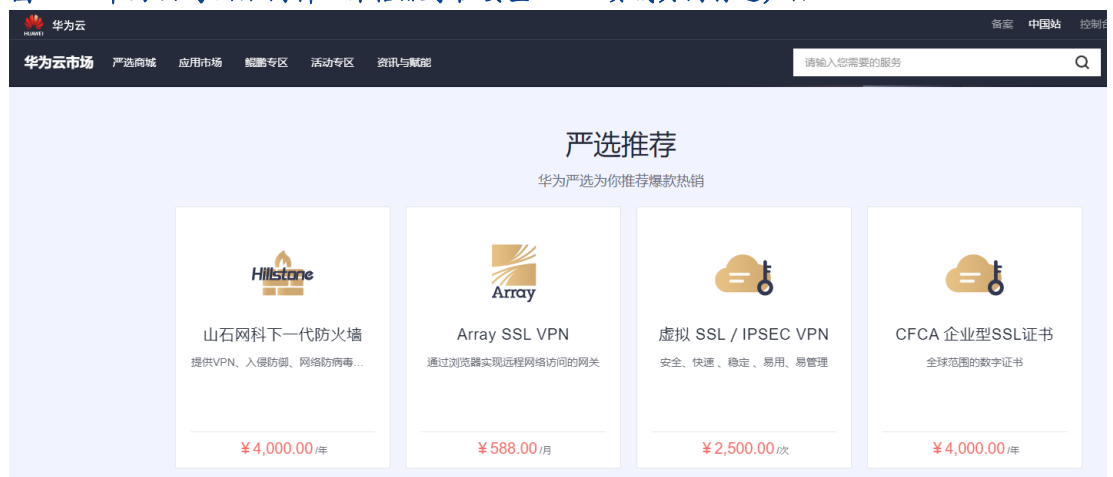 华为云
HUAWEI
备案 中国站 控制台
华为云市场 严选商城 应用市场 鲲鹏专区 活动专区 资讯与赋能
请输入您需要的服务
严选推荐
华为严选为你推荐爆款热销
Hillstone
山石网科下一代防火墙
提供VPN、入侵防御、网络防病毒...
¥4,000.00/年
Array
Array SSL VPN
通过浏览器实现远程网络访问的网关
¥588.00/月
虚拟 SSL / IPSEC VPN
安全、快速 、稳定 、易用、易管理
¥2,500.00/次
CFCA 企业型SSL证书
全球范围的数字证书
¥4,000.00/年